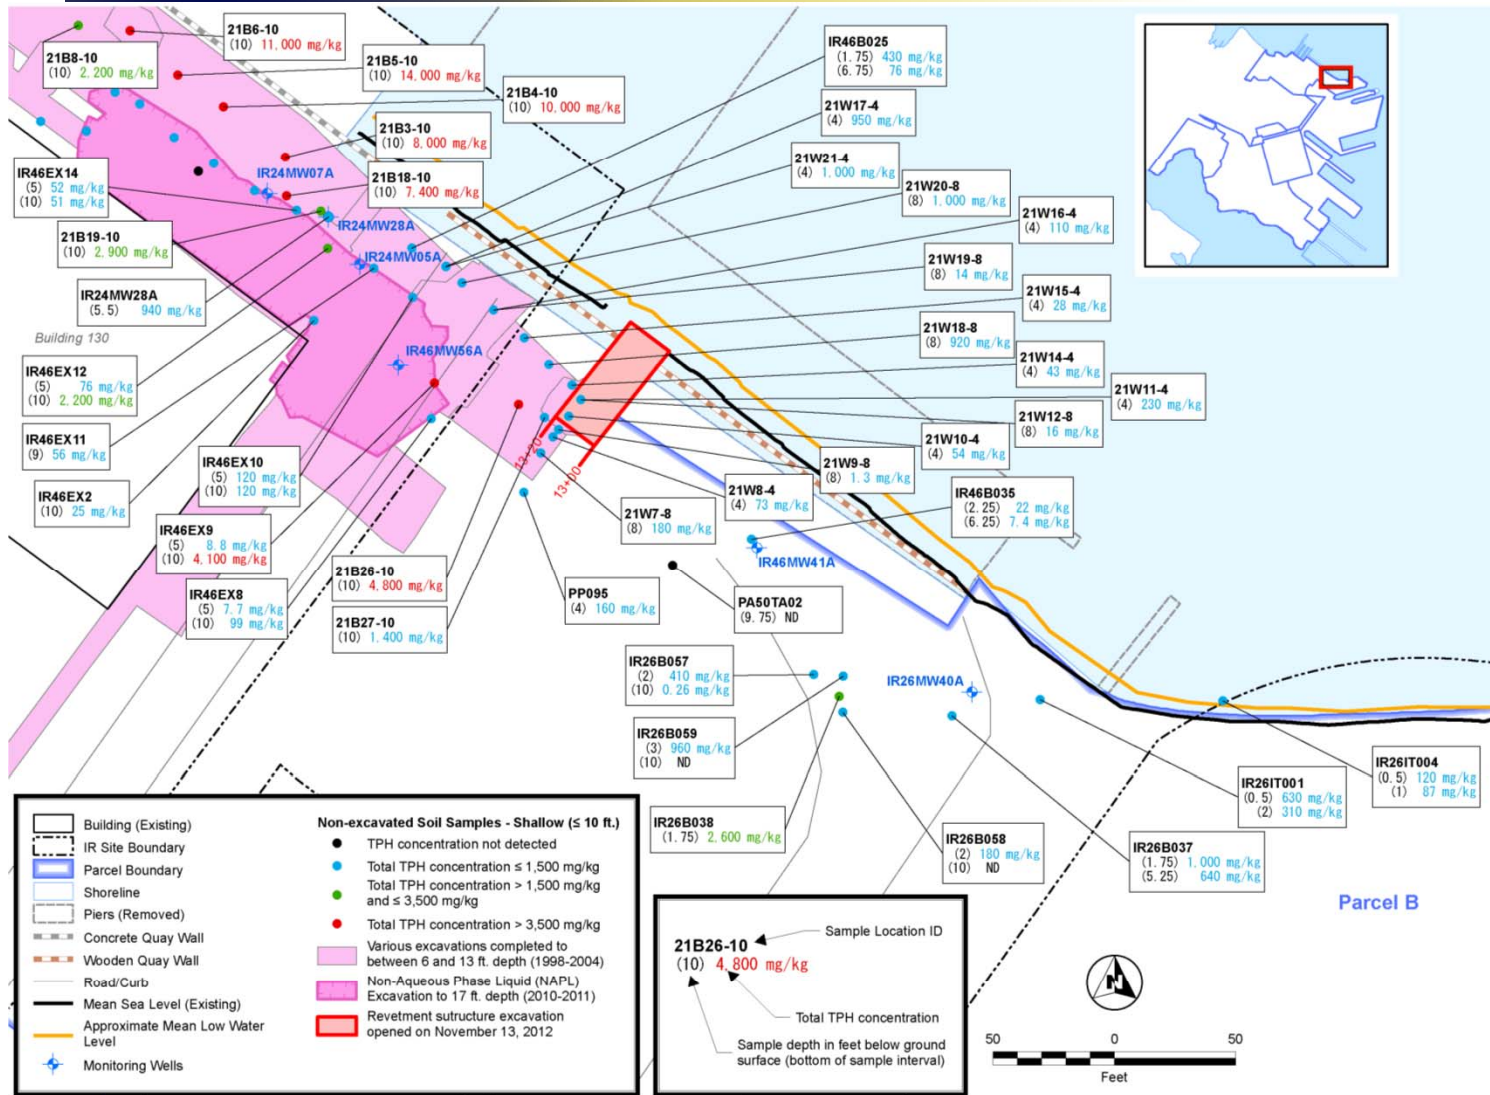 21B6-10
(10) 11,000 mg/kg
21B8-10
(10) 2,200 mg/kg
21B5-10
(10) 14,000 mg/kg
21B4-10
(10) 10,000 mg/kg
21B3-10
(10) 8,000 mg/kg
21B18-10
(10) 7,400 mg/kg
IR46B025
(1.75) 430 mg/kg
(6.75) 76 mg/kg
21W17-4
(4) 950 mg/kg
21W21-4
(4) 1,000 mg/kg
21W20-8
(8) 1,000 mg/kg
21W16-4
(4) 110 mg/kg
21W19-8
(8) 14 mg/kg
21W15-4
(4) 28 mg/kg
21W18-8
(8) 920 mg/kg
21W14-4
(4) 43 mg/kg
21W11-4
(4) 230 mg/kg
21W12-8
(8) 16 mg/kg
21W10-4
(4) 54 mg/kg
21W9-8
(8) 1.3 mg/kg
21W8-4
(4) 73 mg/kg
21W7-8
(8) 180 mg/kg
IR46B035
(2.25) 22 mg/kg
(6.25) 7.4 mg/kg
IR46EX14
(5) 52 mg/kg
(10) 51 mg/kg
IR24MW07A
IR24MW28A
IR24MW05A
21B19-10
(10) 2,900 mg/kg
IR24MW28A
(5.5) 940 mg/kg
Building 130
IR46MW56A
IR46EX12
(5) 76 mg/kg
(10) 2,200 mg/kg
IR46EX11
(9) 56 mg/kg
IR46EX10
(5) 120 mg/kg
(10) 120 mg/kg
IR46EX2
(10) 25 mg/kg
IR46EX9
(5) 8.8 mg/kg
(10) 4,100 mg/kg
IR46EX8
(5) 7.7 mg/kg
(10) 99 mg/kg
21B26-10
(10) 4,800 mg/kg
21B27-10
(10) 1,400 mg/kg
13+20
13+00
PP095
(4) 160 mg/kg
IR46MW41A
PA50TA02
(9.75) ND
IR26B057
(2) 410 mg/kg
(10) 0.26 mg/kg
IR26MW40A
IR26B059
(3) 960 mg/kg
(10) ND
IR26B038
(1.75) 2,600 mg/kg
IR26B058
(2) 180 mg/kg
(10) ND
IR26IT001
(0.5) 630 mg/kg
(2) 310 mg/kg
IR26IT004
(0.5) 120 mg/kg
(1) 87 mg/kg
IR26B037
(1.75) 1,000 mg/kg
(5.25) 640 mg/kg
Parcel B
Building (Existing)
IR Site Boundary
Parcel Boundary
Shoreline
Piers (Removed)
Concrete Quay Wall
Wooden Quay Wall
Road/Curb
Mean Sea Level (Existing)
Approximate Mean Low Water
Level
Monitoring Wells
Non-excavated Soil Samples - Shallow (≤ 10 ft.)
TPH concentration not detected
Total TPH concentration ≤ 1,500 mg/kg
Total TPH concentration > 1,500 mg/kg
and ≤ 3,500 mg/kg
Total TPH concentration > 3,500 mg/kg
Various excavations completed to
between 6 and 13 ft. depth (1998-2004)
Non-Aqueous Phase Liquid (NAPL)
Excavation to 17 ft. depth (2010-2011)
Revetment sutructure excavation
opened on November 13, 2012
21B26-10
(10) 4,800 mg/kg
Sample Location ID
Total TPH concentration
Sample depth in feet below ground
surface (bottom of sample interval)
N
50 0 50
Feet